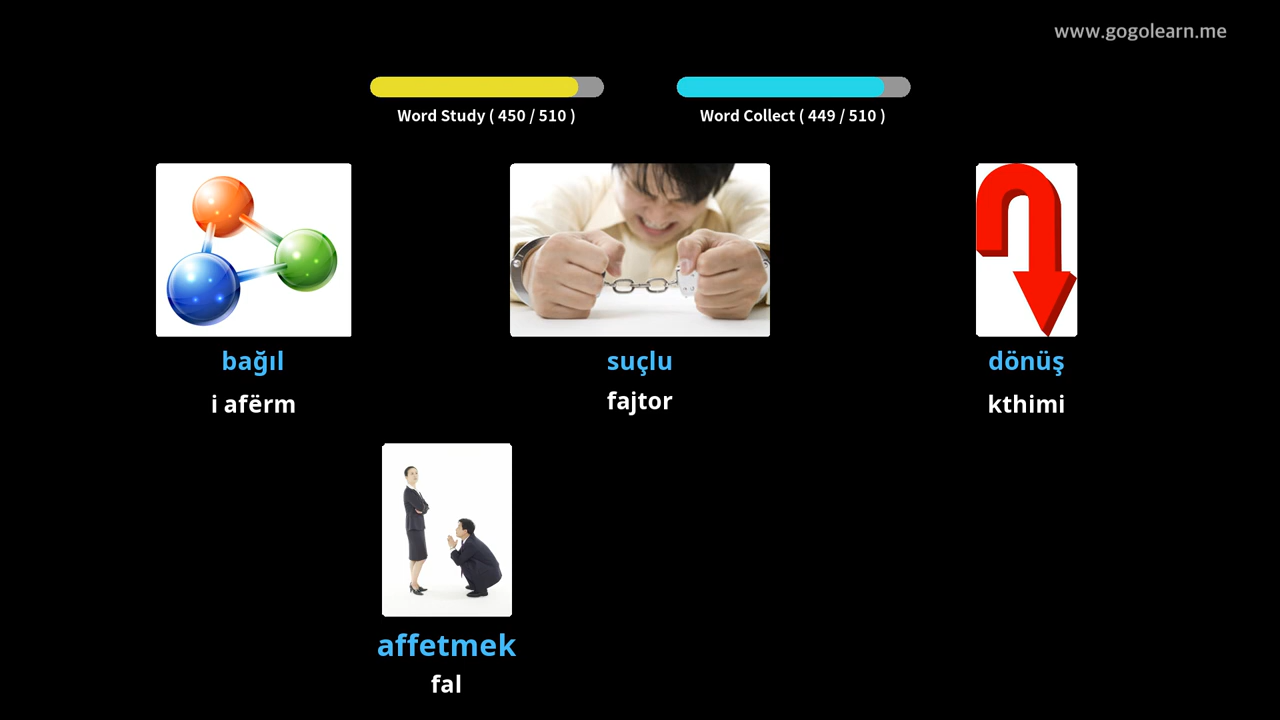 www.gogolearn.me
Word Study ( 450 / 510 )
Word Collect ( 449 / 510 )
bağıl
i afërm
suçlu
fajtor
dönüş
kthimi
affetmek
fal